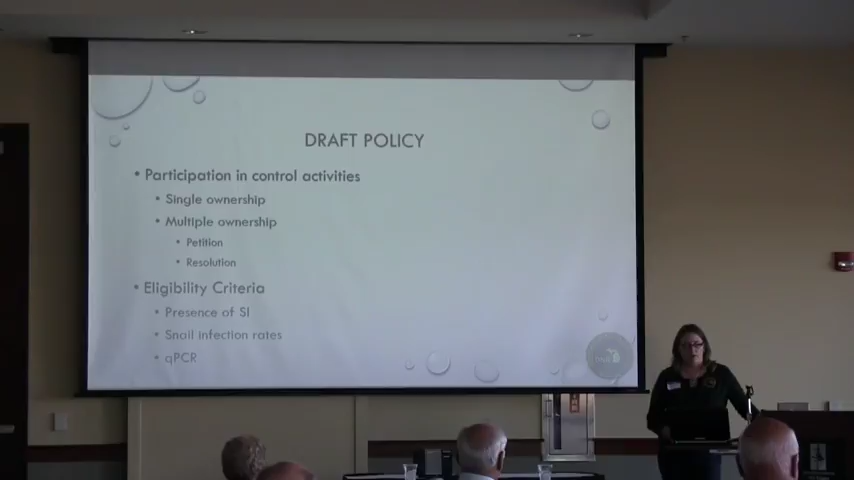 DRAFT POLICY
• Participation in control activities
• Single ownership
• Multiple ownership
• Petition
• Resolution
• Eligibility Criteria
• Presence of SI
• Snail infection rates
• qPCR